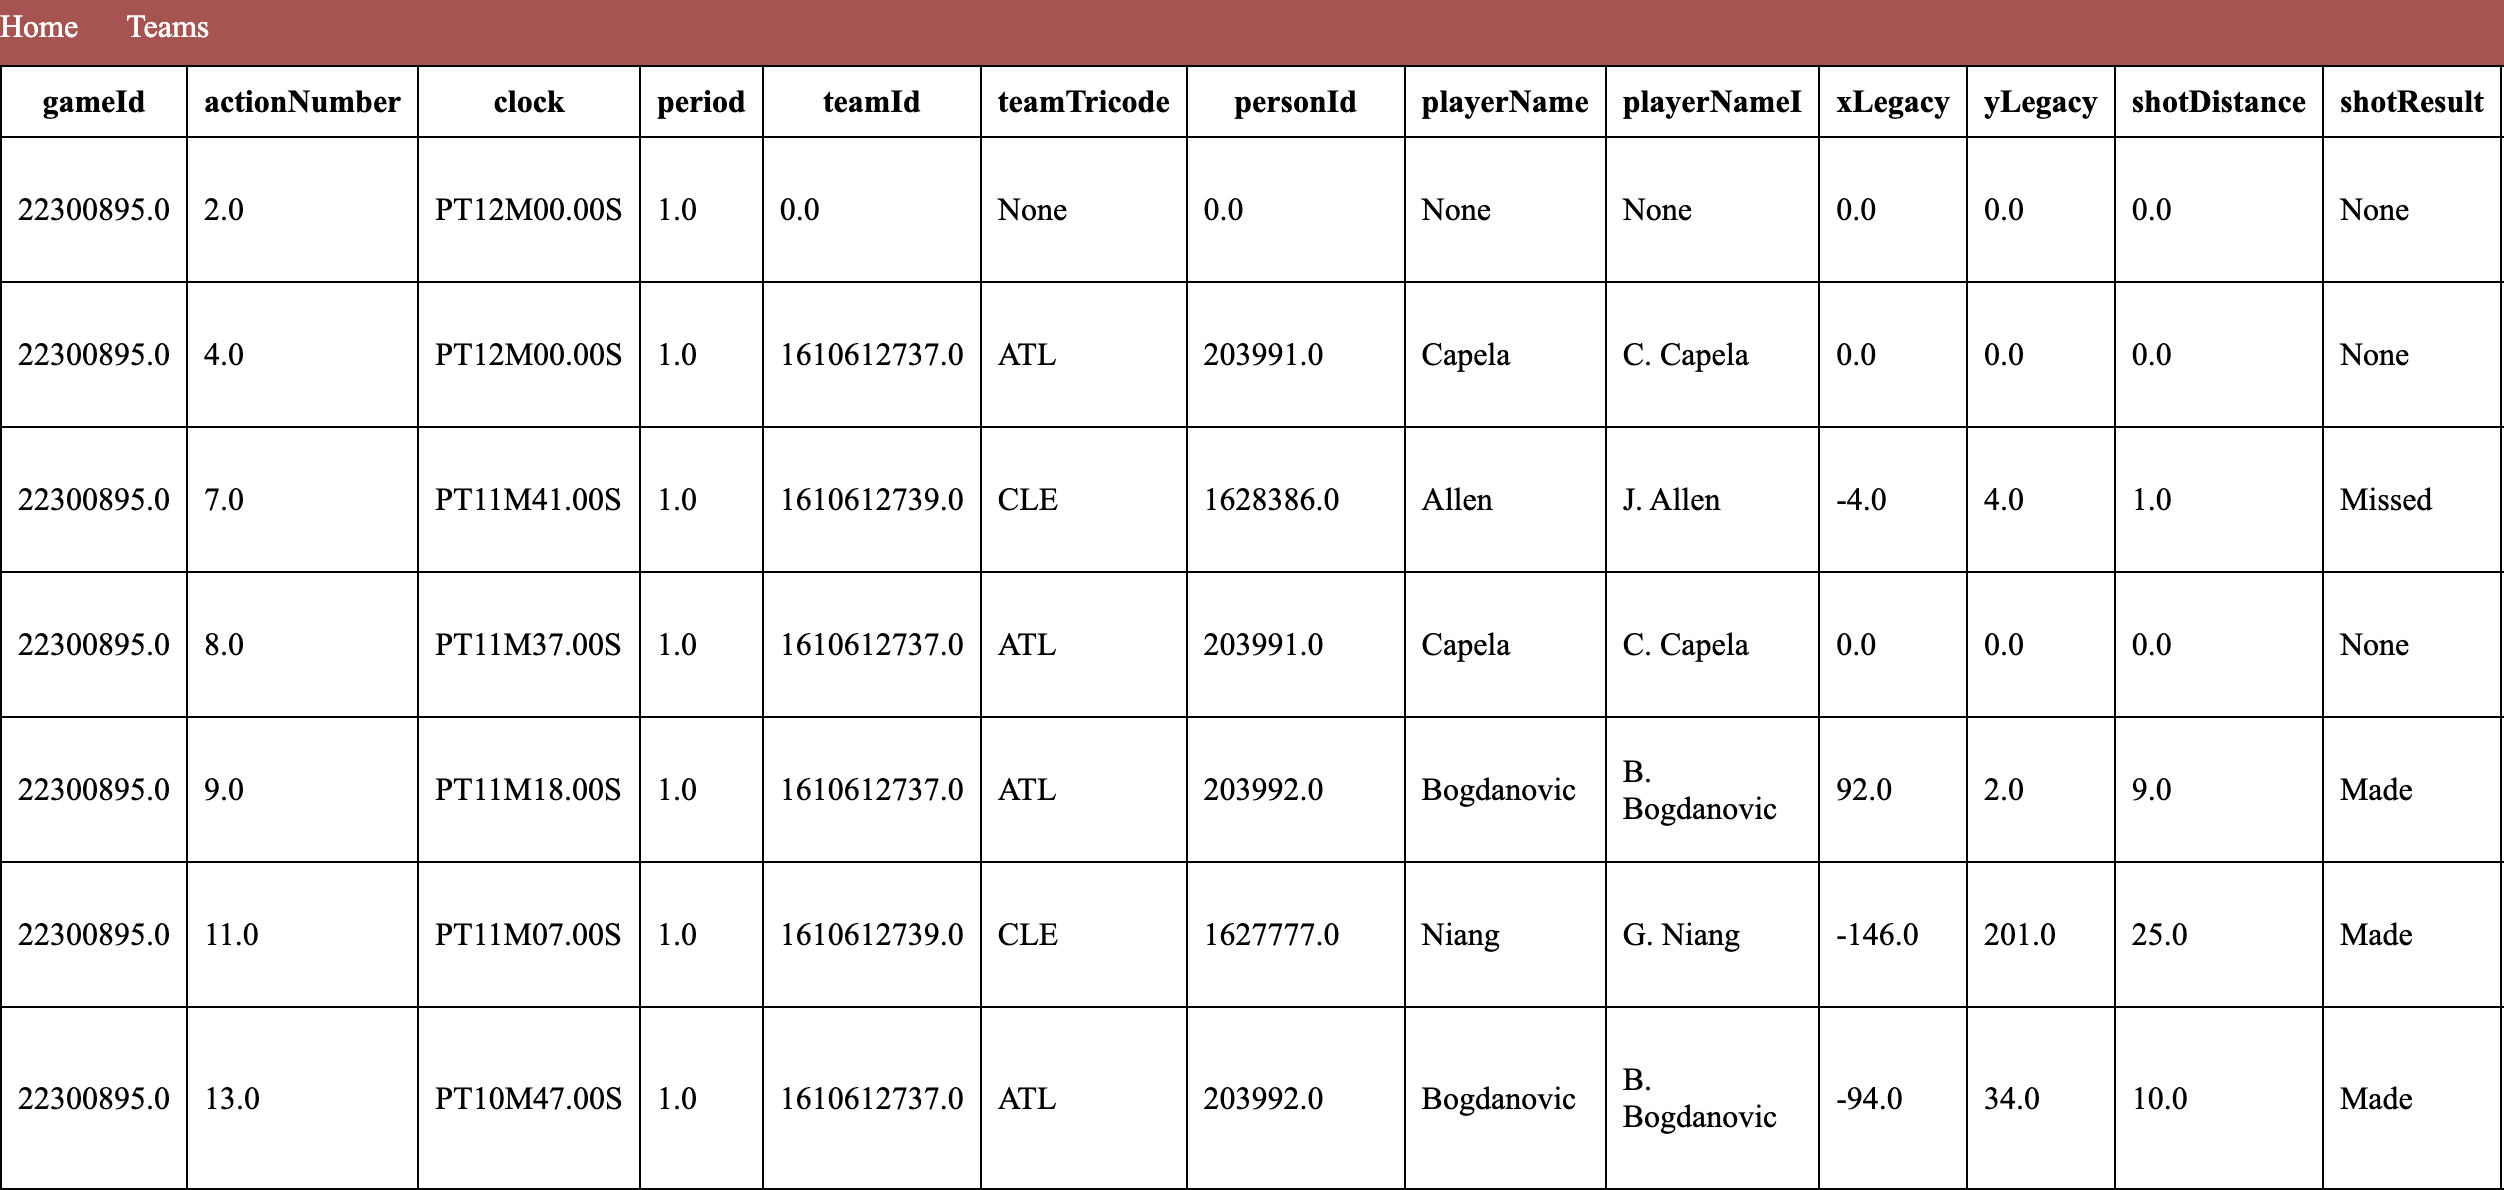 Home Teams
gameId actionNumber clock period teamId teamTricode personId playerName playerNameI xLegacy yLegacy shotDistance shotResult
22300895.0 2.0 PT12M00.00S 1.0 0.0 None 0.0 None None 0.0 0.0 0.0 None
22300895.0 4.0 PT12M00.00S 1.0 1610612737.0 ATL 203991.0 Capela C. Capela 0.0 0.0 0.0 None
22300895.0 7.0 PT11M41.00S 1.0 1610612739.0 CLE 1628386.0 Allen J. Allen -4.0 4.0 1.0 Missed
22300895.0 8.0 PT11M37.00S 1.0 1610612737.0 ATL 203991.0 Capela C. Capela 0.0 0.0 0.0 None
22300895.0 9.0 PT11M18.00S 1.0 1610612737.0 ATL 203992.0 Bogdanovic B. Bogdanovic 92.0 2.0 9.0 Made
22300895.0 11.0 PT11M07.00S 1.0 1610612739.0 CLE 1627777.0 Niang G. Niang -146.0 201.0 25.0 Made
22300895.0 13.0 PT10M47.00S 1.0 1610612737.0 ATL 203992.0 Bogdanovic B. Bogdanovic -94.0 34.0 10.0 Made